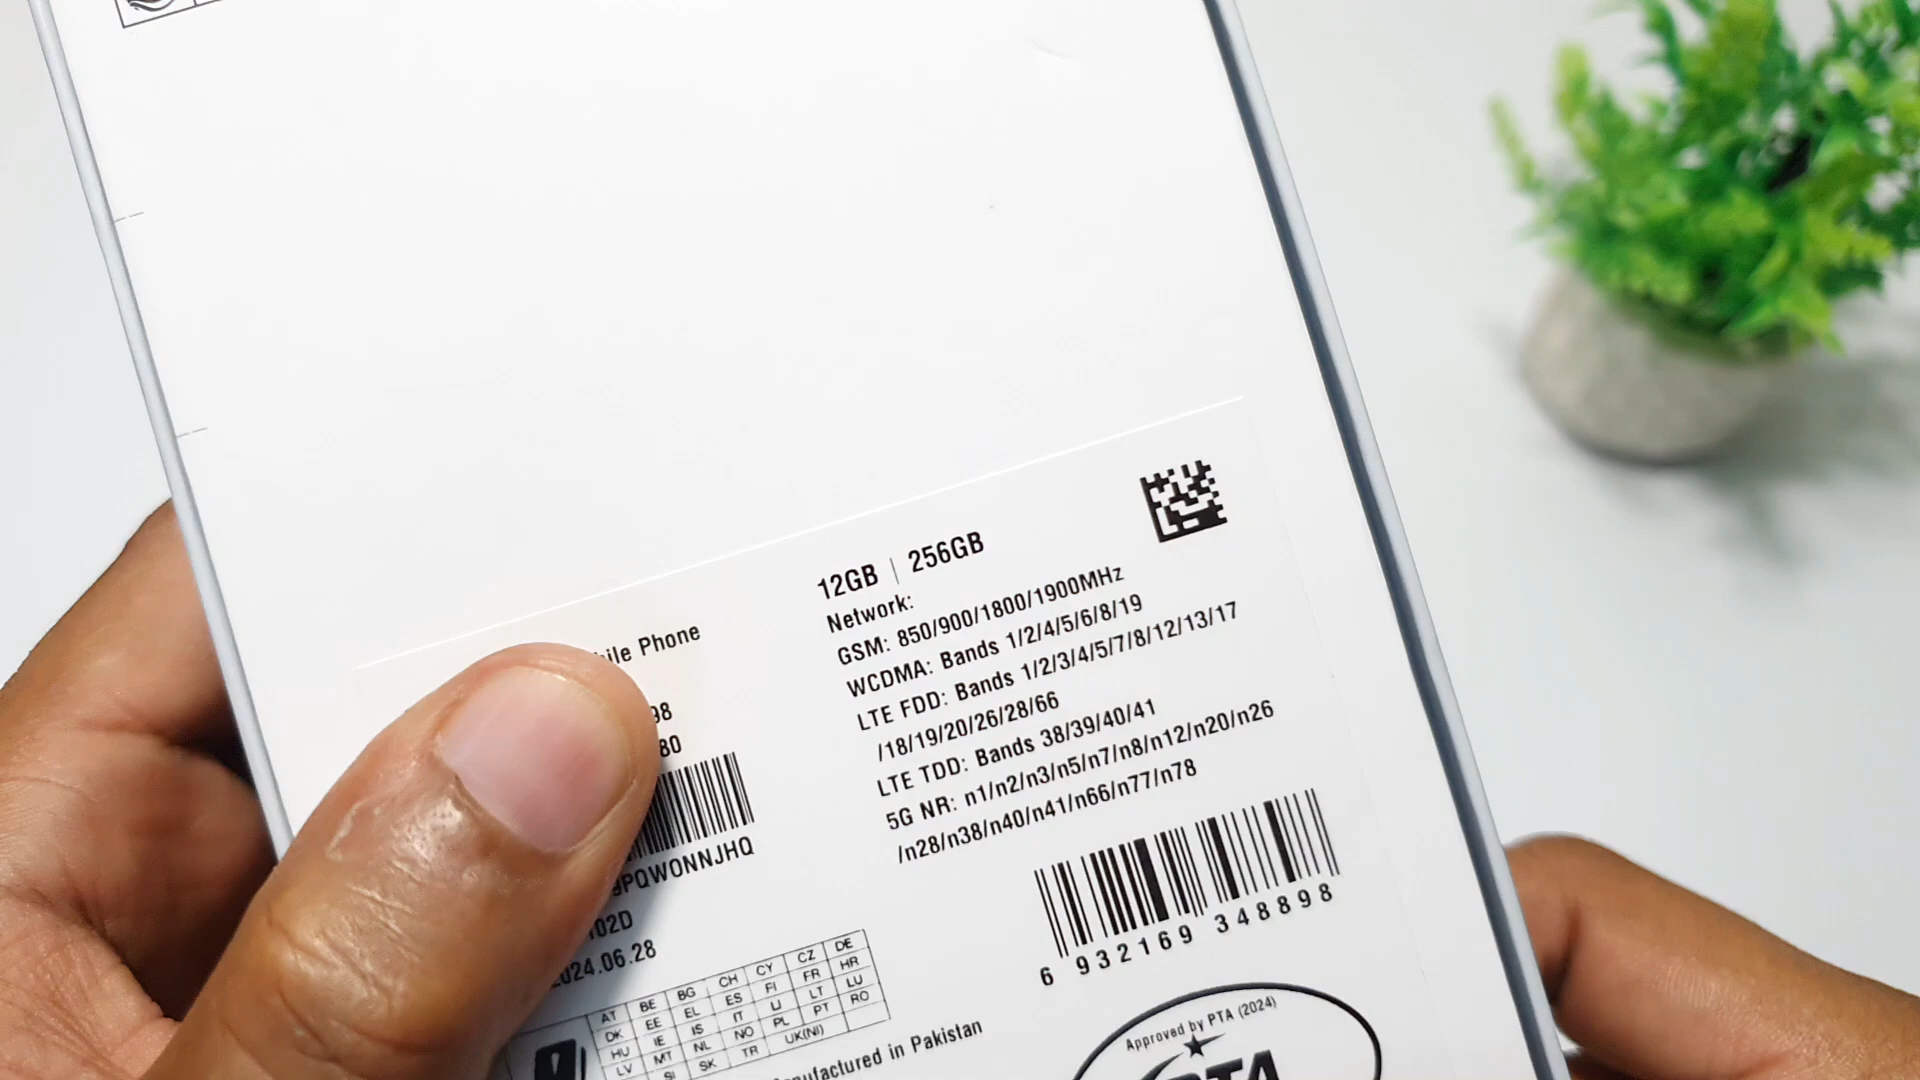 12GB | 256GB
Network:
GSM: 850/900/1800/1900MHz
WCDMA: Bands 1/2/4/5/6/8/19
LTE FDD: Bands 1/2/3/4/5/7/8/12/13/17
/18/19/20/26/28/66
LTE TDD: Bands 38/39/40/41
5G NR: n1/n2/n3/n5/n7/n8/n12/n20/n26
/n28/n38/n40/n41/n66/n77/n78
Phone
98
80
PQWONNJHQ
02D
024.06.28
AT BE BG CH CY CZ DE
DK EE EL ES FI FR HR
HU IE IS IT LI LT LU
LV MT NL NO PL PT RO
SI SK TR UK(NI)
6 932169 348898
Approved by PTA (2024)
PTA
in Pakistan